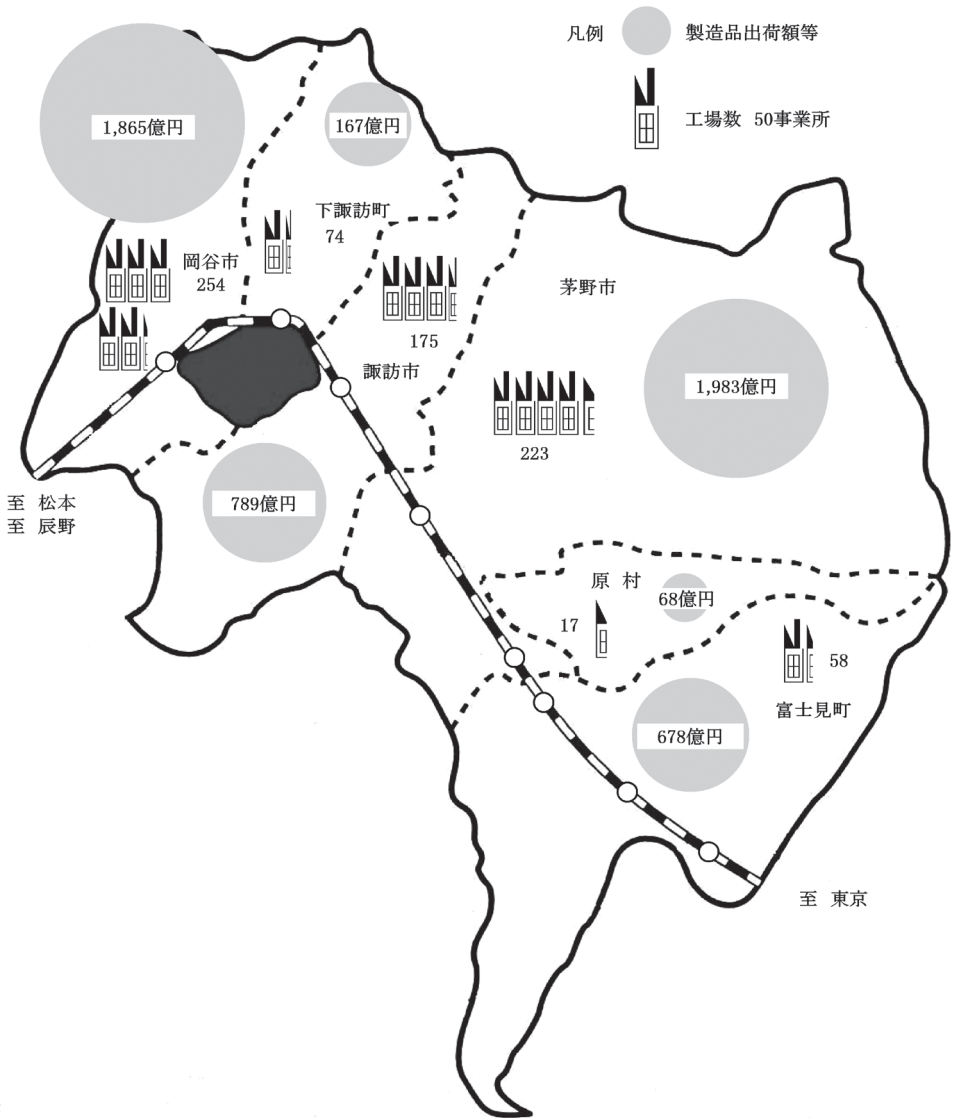 凡例 製造品出荷額等
工場数 50事業所
1,865億円
167億円
下諏訪町
74
岡谷市
254
175
諏訪市
茅野市
1,983億円
223
789億円
至 松本
至 辰野
原 村
68億円
17
58
富士見町
678億円
至 東京